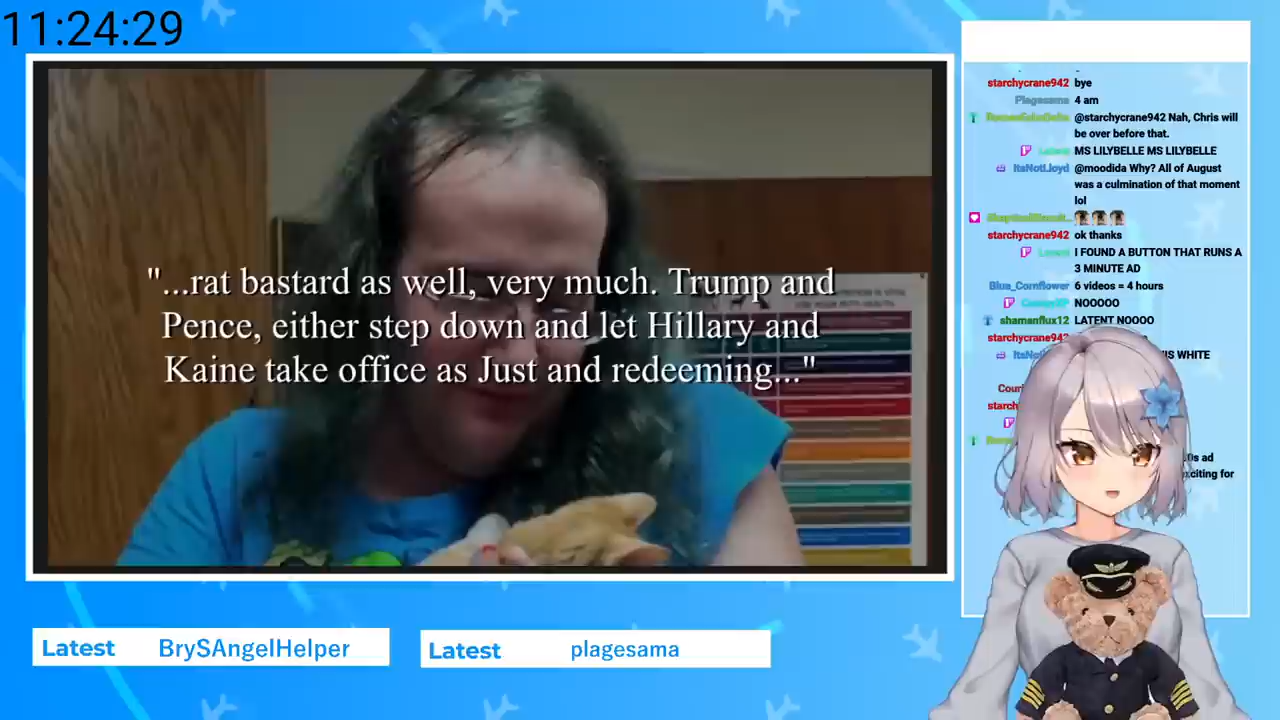 11:24:29
"...rat bastard as well, very much. Trump and
Pence, either step down and let Hillary and
Kaine take office as Just and redeeming..."
Latest BrySAngelHelper
Latest plagesama
starchycrane942 bye
Plagesama 4 am
@starchycrane942 Nah, Chris will
be over before that.
MS LILYBELLE MS LILYBELLE
ItsNotLloyd @moodida Why? All of August
was a culmination of that moment
lol
starchycrane942 ok thanks
I FOUND A BUTTON THAT RUNS A
3 MINUTE AD
Blue_Cornflower 6 videos = 4 hours
NOOOOO
shamanflux12 LATENT NOOOO
starchycrane942
WHITE
ad